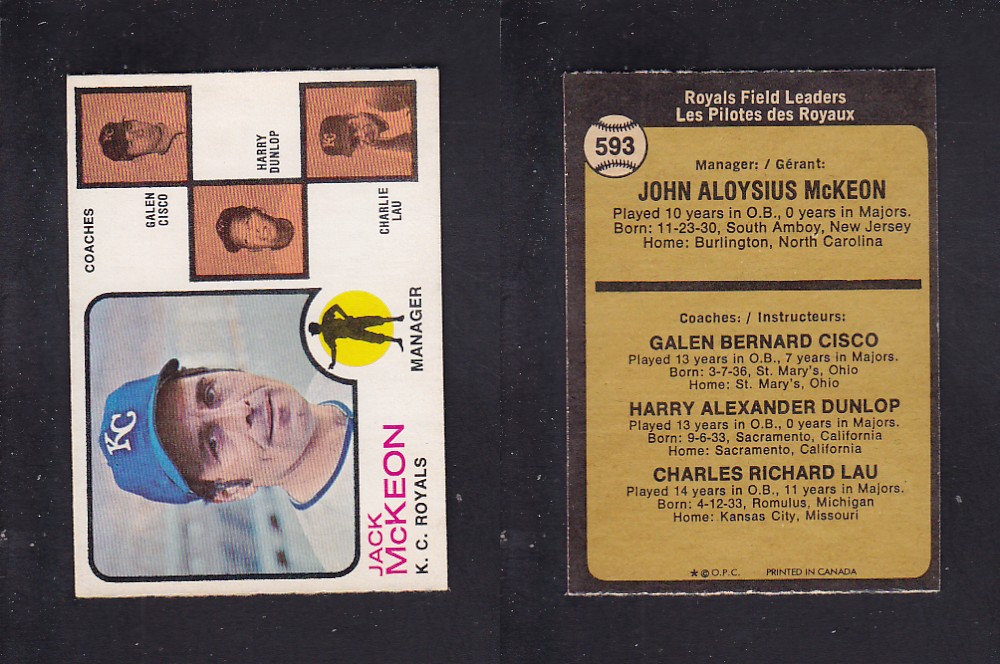 COACHES
GALEN
CISCO
HARRY
DUNLOP
CHARLIE
LAU
KC
MANAGER
JACK
McKEON
K. C. ROYALS
Royals Field Leaders
Les Pilotes des Royaux
593
Manager: / Gérant:
JOHN ALOYSIUS McKEON
Played 10 years in O.B., 0 years in Majors.
Born: 11-23-30, South Amboy, New Jersey
Home: Burlington, North Carolina
Coaches: / Instructeurs:
GALEN BERNARD CISCO
Played 13 years in O.B., 7 years in Majors.
Born: 3-7-36, St. Mary's, Ohio
Home: St. Mary's, Ohio
HARRY ALEXANDER DUNLOP
Played 13 years in O.B., 0 years in Majors.
Born: 9-6-33, Sacramento, California
Home: Sacramento, California
CHARLES RICHARD LAU
Played 14 years in O.B., 11 years in Majors.
Born: 4-12-33, Romulus, Michigan
Home: Kansas City, Missouri
* © O.P.C. PRINTED IN CANADA